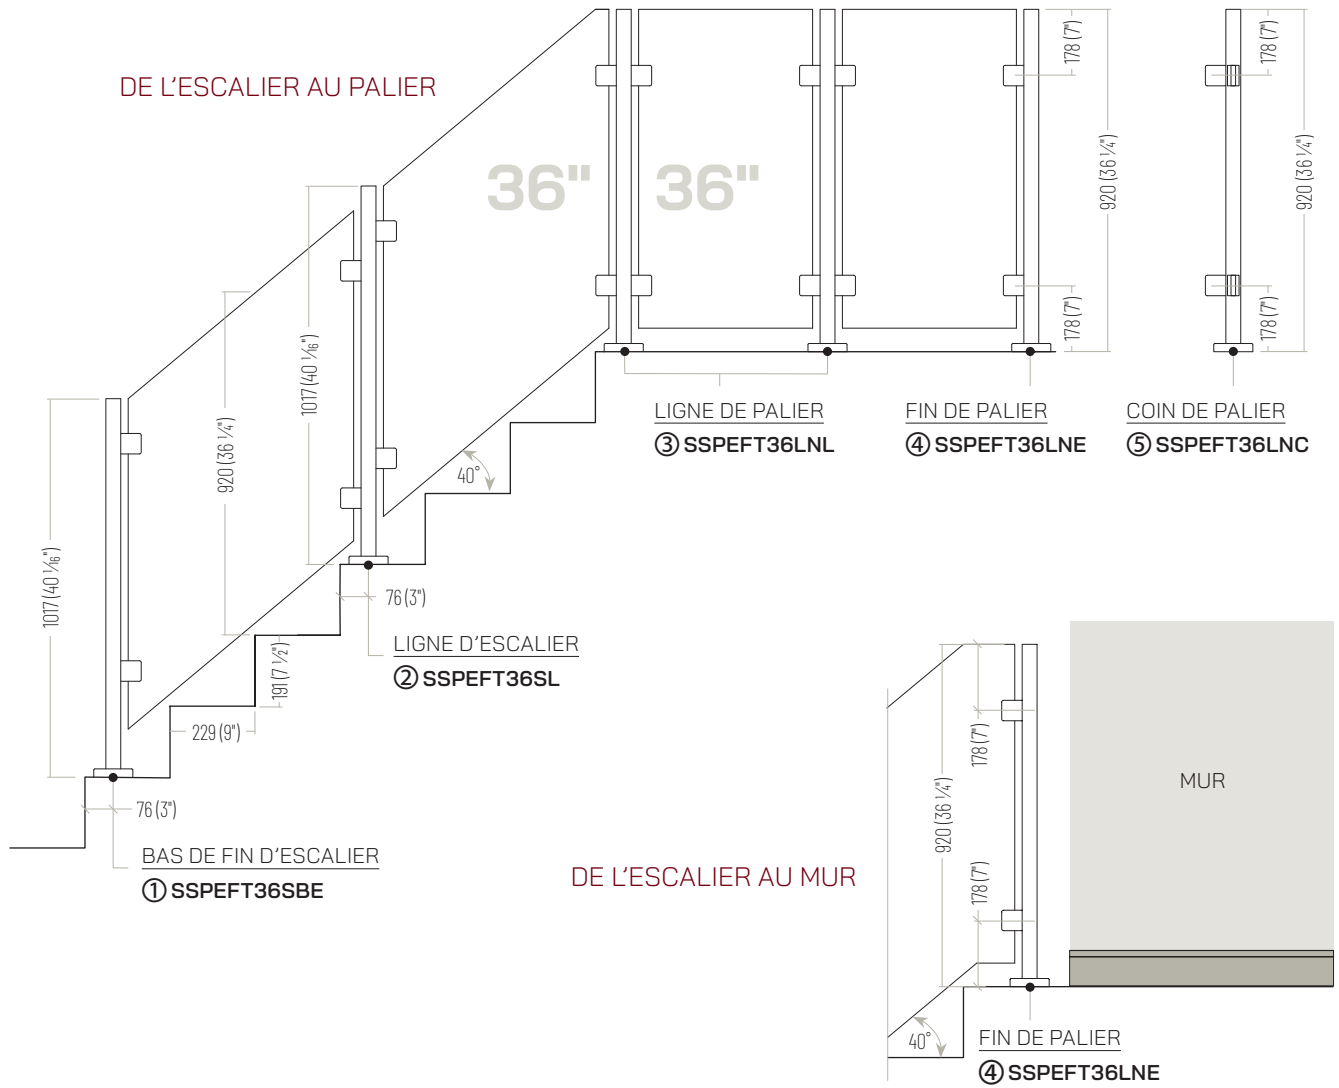 DE L'ESCALIER AU PALIER
36" 36"
178 (7")
920 (36 1/4")
178 (7")
178 (7")
920 (36 1/4")
178 (7")
1017 (40 1/16")
920 (36 1/4")
1017 (40 1/16")
40°
LIGNE DE PALIER
③ SSPEFT36LNL
FIN DE PALIER
④ SSPEFT36LNE
COIN DE PALIER
⑤ SSPEFT36LNC
76 (3")
LIGNE D'ESCALIER
② SSPEFT36SL
191 (7 1/2")
229 (9")
76 (3")
BAS DE FIN D'ESCALIER
① SSPEFT36SBE
DE L'ESCALIER AU MUR
178 (7")
920 (36 1/4")
178 (7")
MUR
40°
FIN DE PALIER
④ SSPEFT36LNE